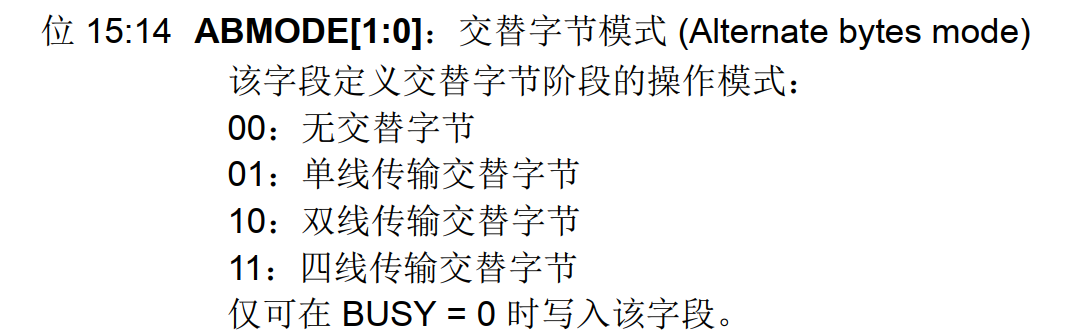 位 15:14 ABMODE[1:0]：交替字节模式 (Alternate bytes mode)
该字段定义交替字节阶段的操作模式：
00：无交替字节
01：单线传输交替字节
10：双线传输交替字节
11：四线传输交替字节
仅可在 BUSY = 0 时写入该字段。